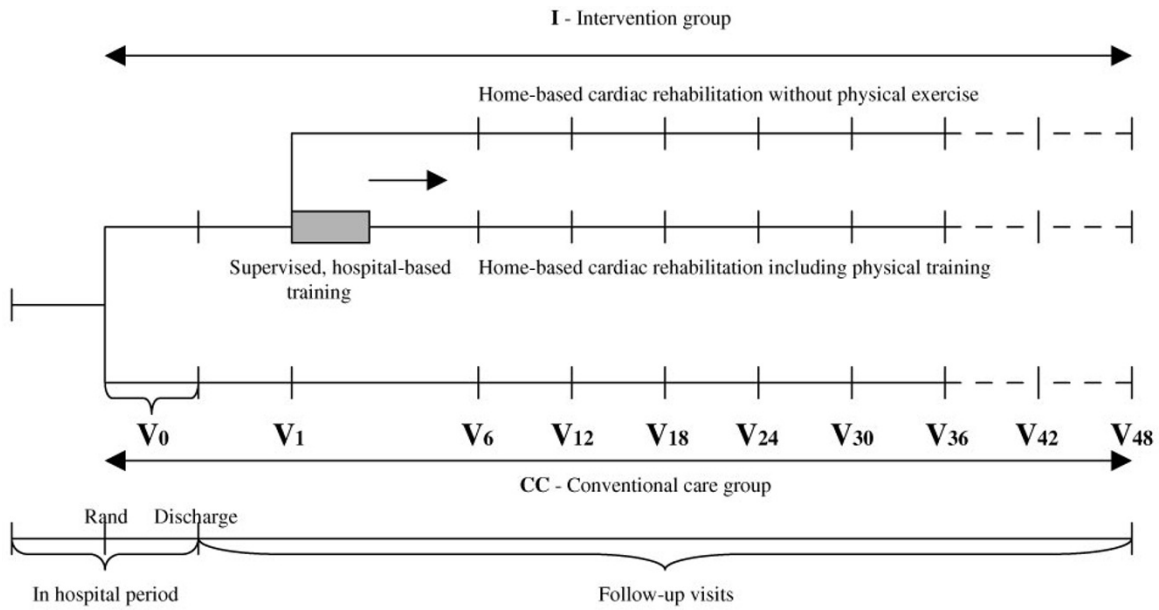 I - Intervention group
Home-based cardiac rehabilitation without physical exercise
Supervised, hospital-based
training
Home-based cardiac rehabilitation including physical training
V0 V1 V6 V12 V18 V24 V30 V36 V42 V48
CC - Conventional care group
Rand Discharge
In hospital period Follow-up visits